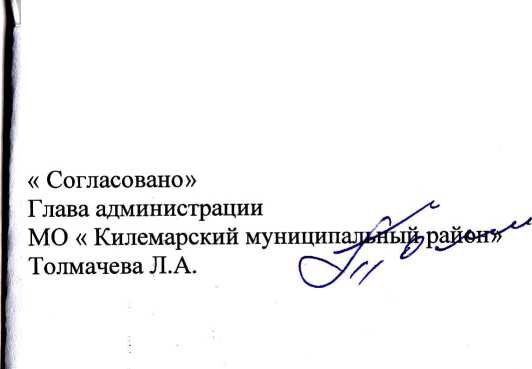 « Согласовано»
Глава администрации
МО « Килемарский муниципальный район»
Толмачева Л.А.